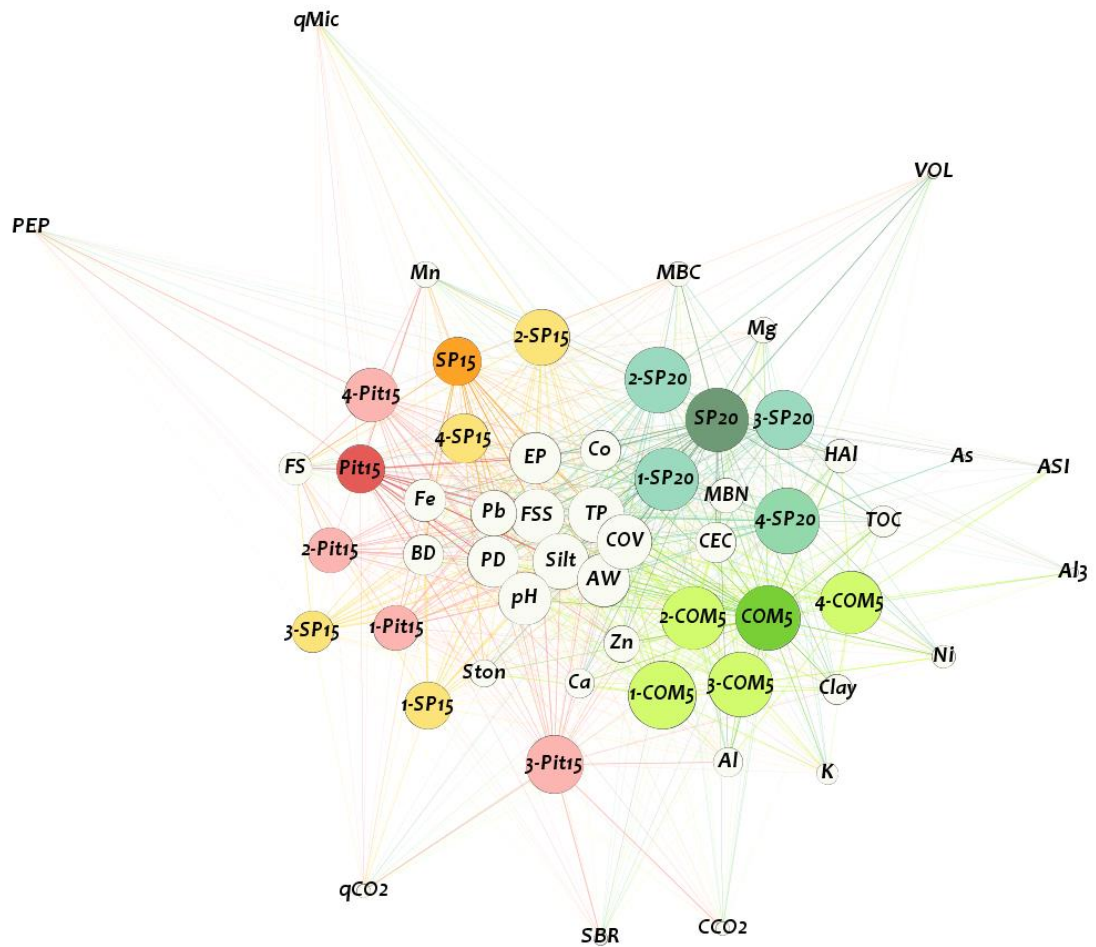 qMic
VOL
PEP
Mn
MBC
Mg
2-SP15
SP15
2-SP20
4-Pit15
SP20
3-SP20
4-SP15
EP
Co
HAI
As
ASI
FS
Pit15
1-SP20
MBN
Fe
Pb
FSS
TP
4-SP20
TOC
COV
CEC
2-Pit15
BD
PD
Silt
AW
Al3
pH
4-COM5
2-COM5
COM5
3-SP15
1-Pit15
Zn
Ni
Ston
Ca
3-COM5
Clay
1-COM5
1-SP15
3-Pit15
Al
K
qCO2
CCO2
SBR